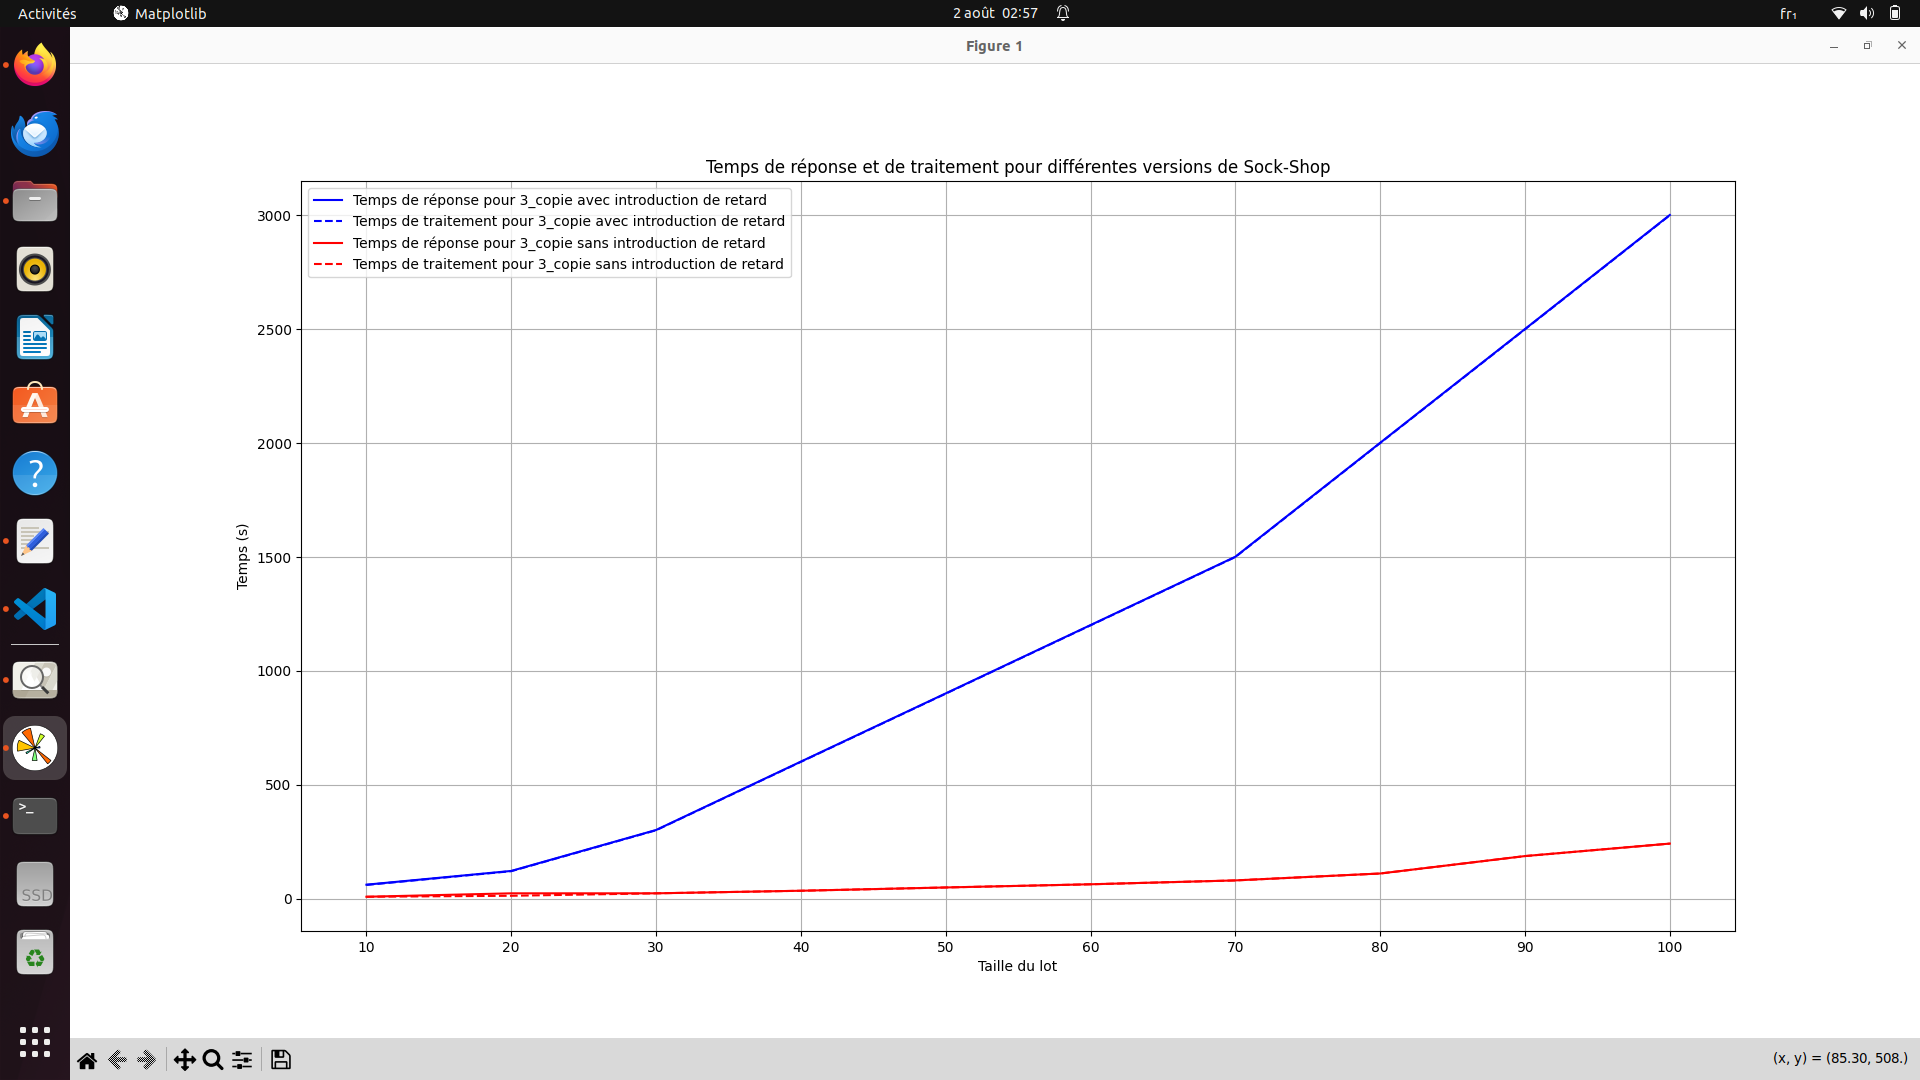 Activités
Matplotlib
2 août 02:57
fr₁
Figure 1
Temps de réponse et de traitement pour différentes versions de Sock-Shop
Temps de réponse pour 3_copie avec introduction de retard
Temps de traitement pour 3_copie avec introduction de retard
Temps de réponse pour 3_copie sans introduction de retard
Temps de traitement pour 3_copie sans introduction de retard
3000
2500
2000
1500
1000
500
0
Temps (s)
10 20 30 40 50 60 70 80 90 100
Taille du lot
?
>_
SSD
(x, y) = (85.30, 508.)